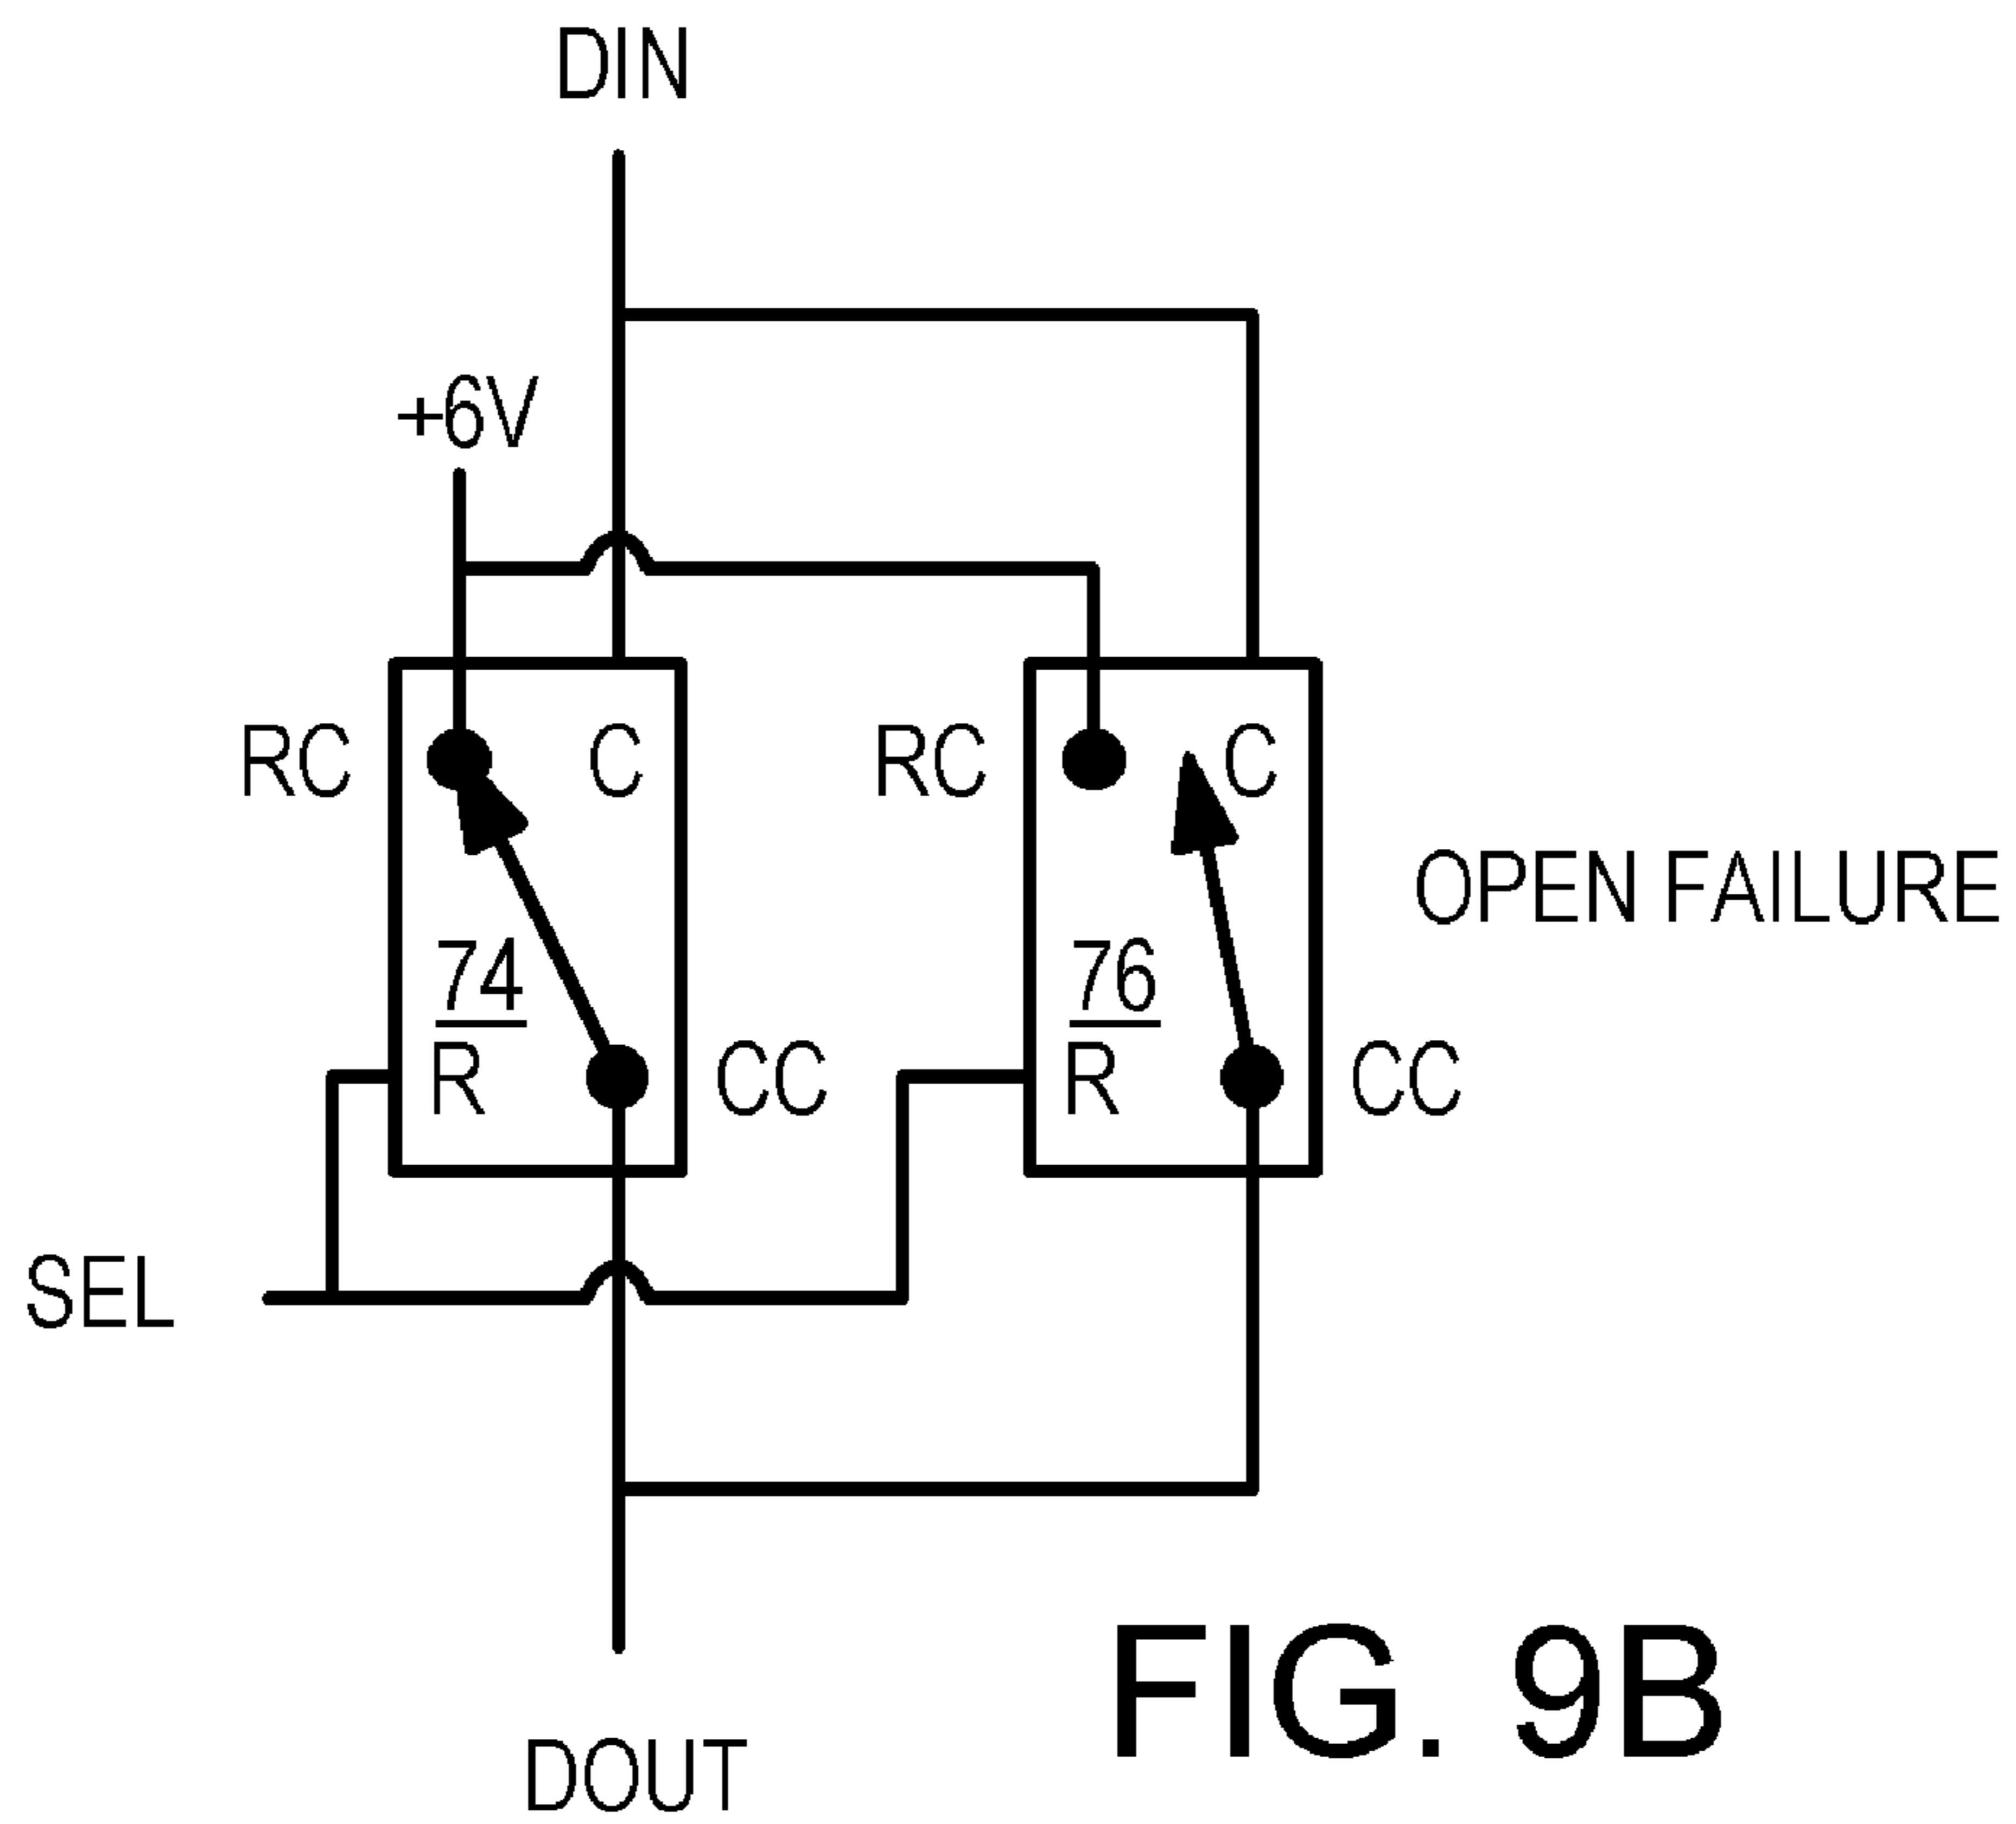 DIN
+6V
RC C RC C
OPEN FAILURE
74 76
R CC R CC
SEL
DOUT
FIG. 9B